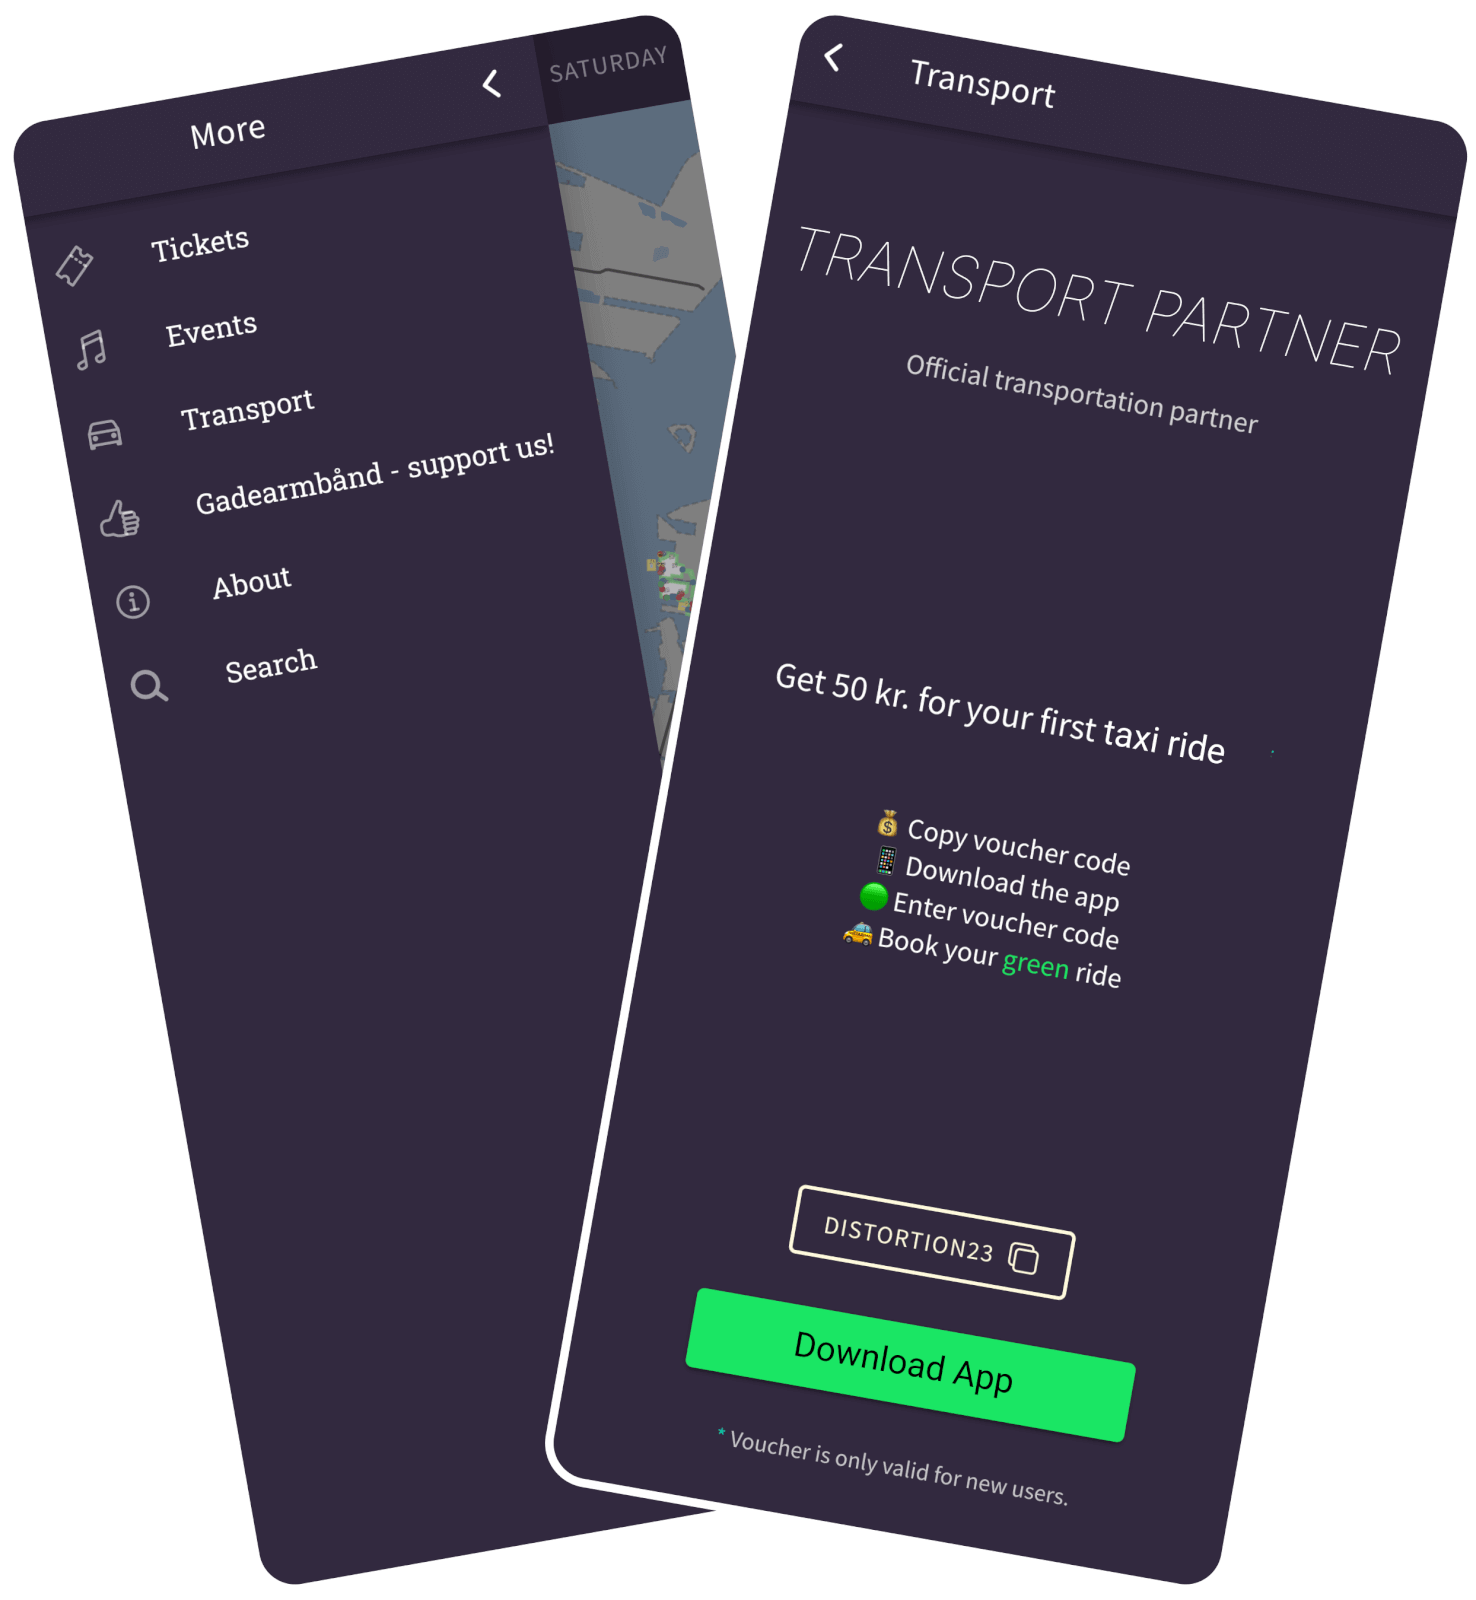 More
SATURDAY
Tickets
Events
Transport
Gadearmbånd - support us!
About
Search
Transport
TRANSPORT PARTNER
Official transportation partner
Get 50 kr. for your first taxi ride
Copy voucher code
Download the app
Enter voucher code
Book your green ride
DISTORTION23
Download App
* Voucher is only valid for new users.